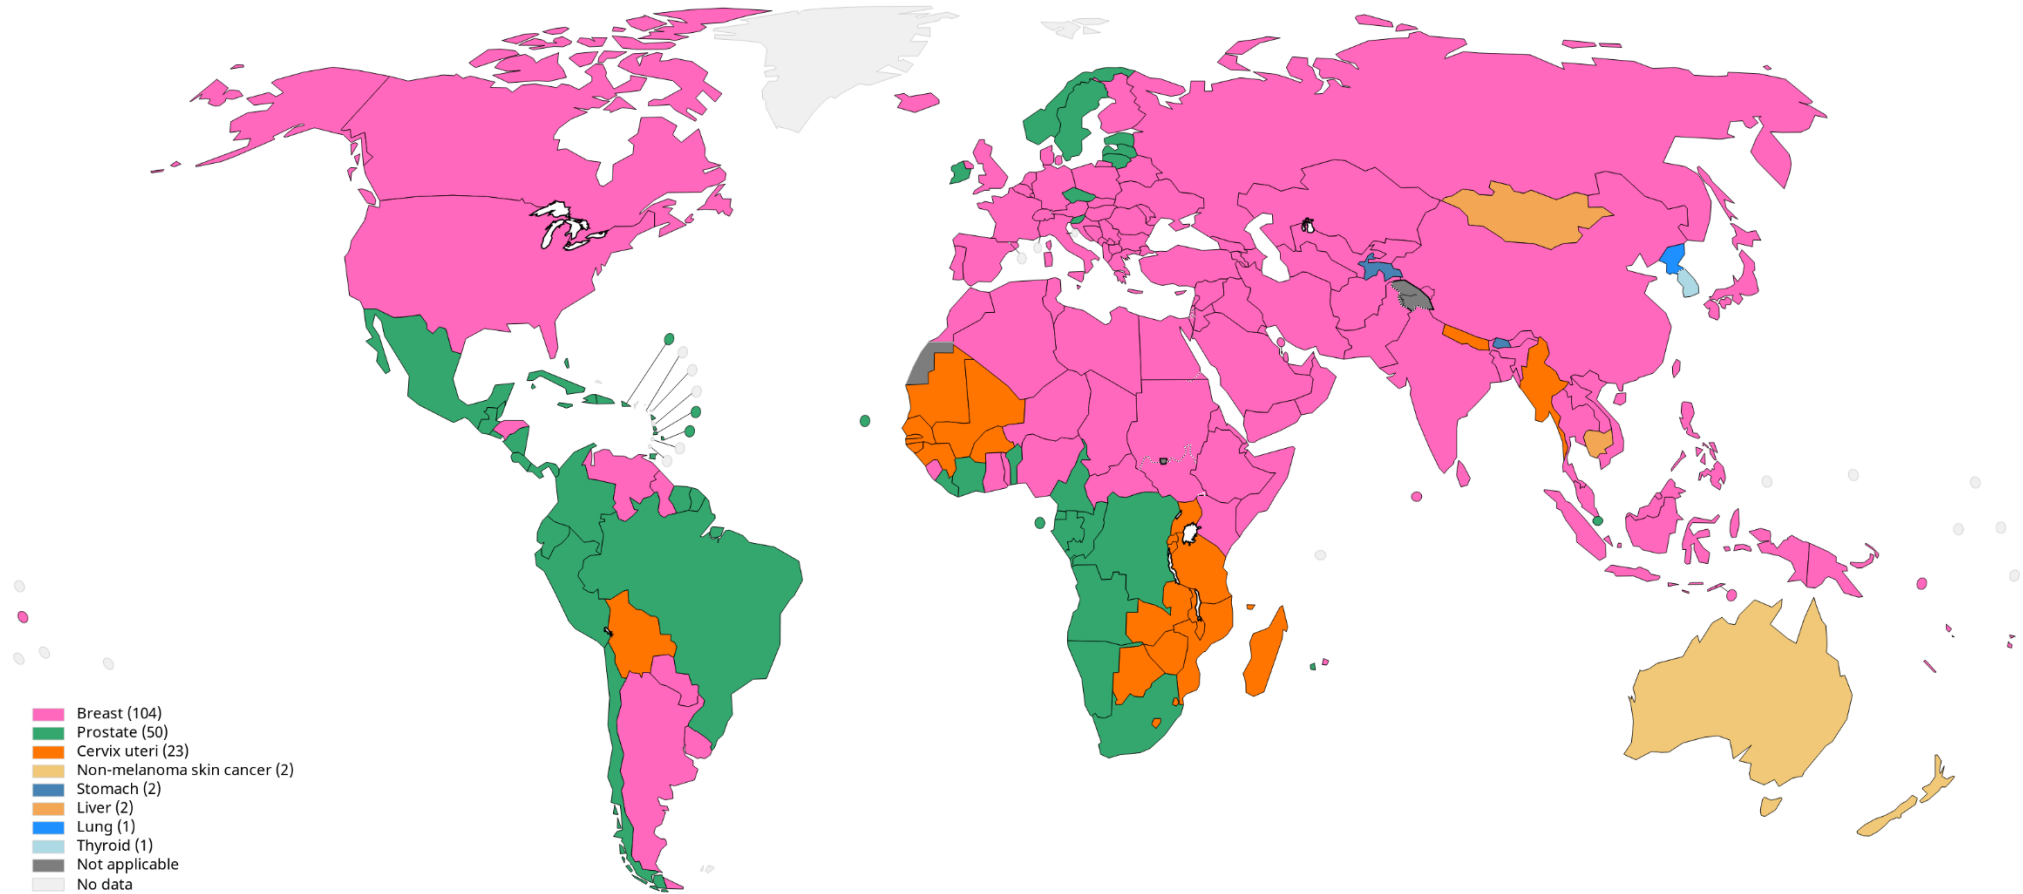 Breast (104)
Prostate (50)
Cervix uteri (23)
Non-melanoma skin cancer (2)
Stomach (2)
Liver (2)
Lung (1)
Thyroid (1)
Not applicable
No data